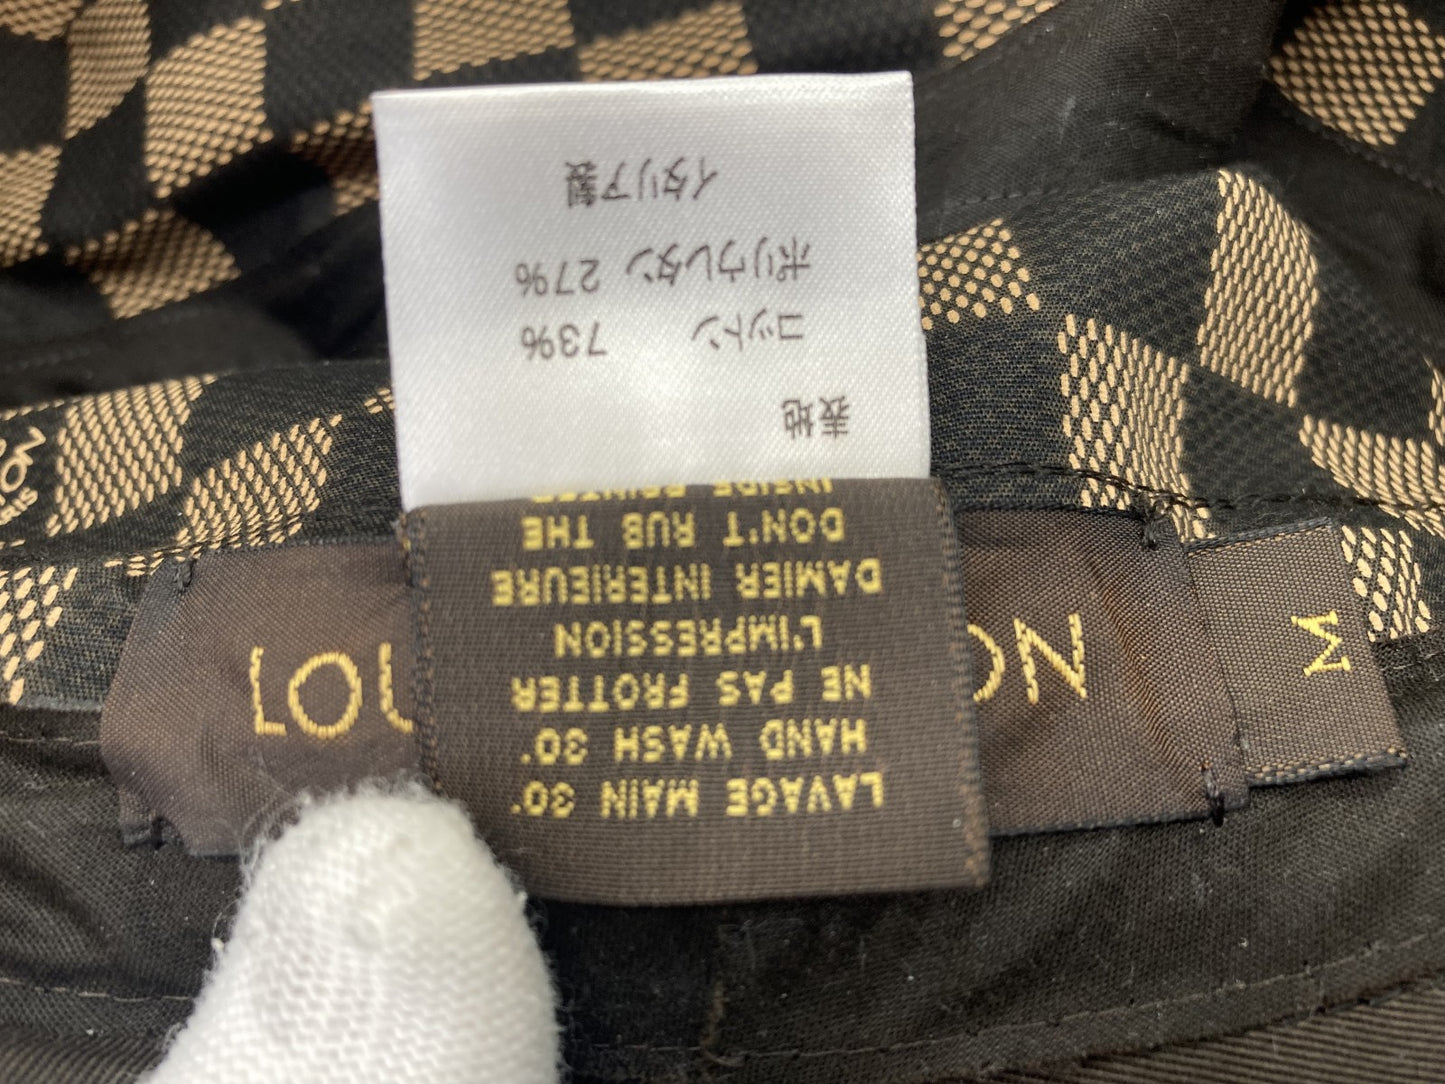 表地
コットン 73%
ポリウレタン 27%
イタリア製
LAVAGE MAIN 30°
HAND WASH 30°
NE PAS FROTTER
L'IMPRESSION
DAMIER INTERIEURE
DON'T RUB THE
INSIDE PRINTED
LOU
ON
M